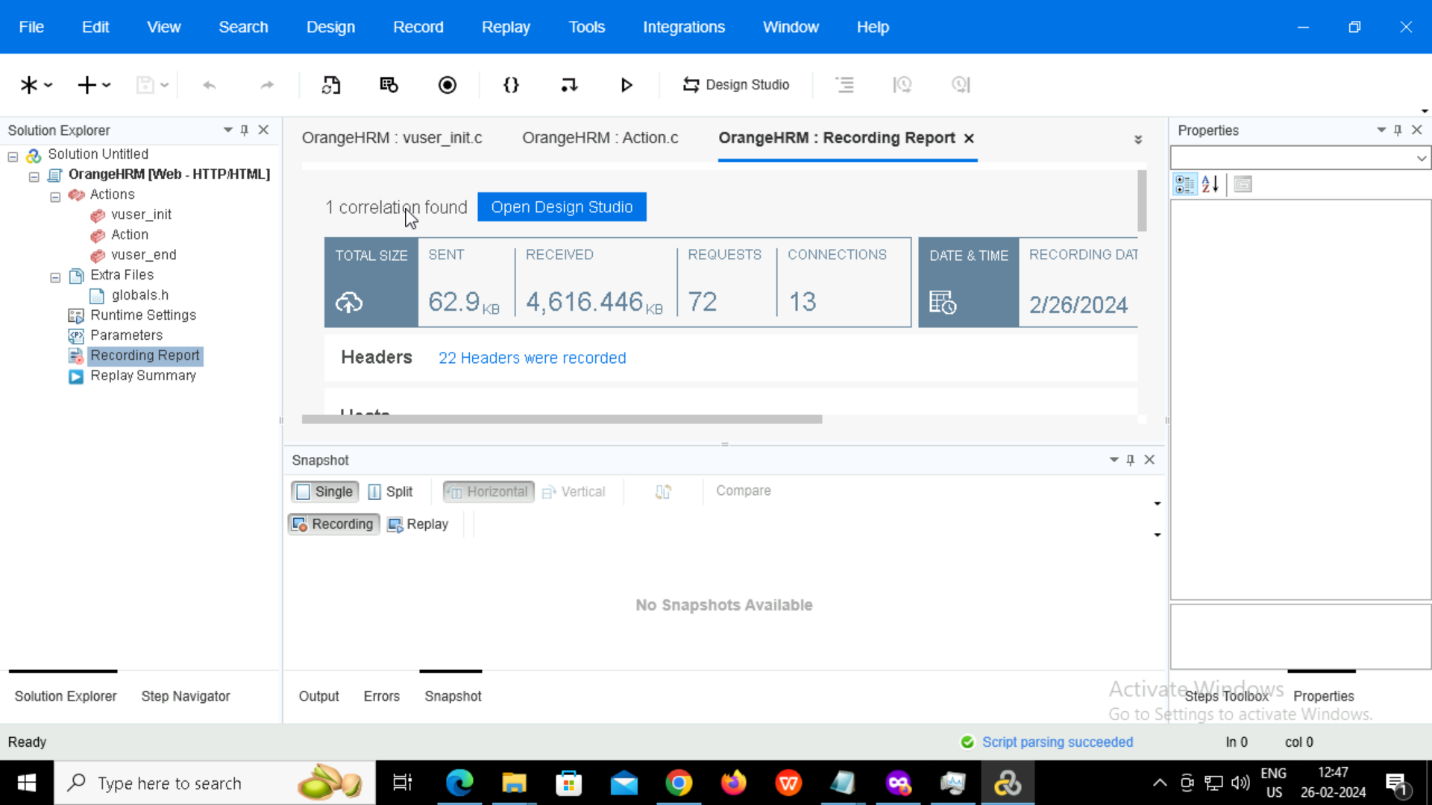 File Edit View Search Design Record Replay Tools Integrations Window Help
Design Studio
Solution Explorer
Solution Untitled
OrangeHRM [Web - HTTP/HTML]
Actions
vuser_init
Action
vuser_end
Extra Files
globals.h
Runtime Settings
Parameters
Recording Report
Replay Summary
Solution Explorer Step Navigator
OrangeHRM : vuser_init.c OrangeHRM : Action.c OrangeHRM : Recording Report
1 correlation found Open Design Studio
TOTAL SIZE SENT RECEIVED REQUESTS CONNECTIONS DATE & TIME RECORDING DAT
62.9 KB 4,616.446 KB 72 13 2/26/2024
Headers 22 Headers were recorded
Hosts
Snapshot
Single Split Horizontal Vertical Compare
Recording Replay
No Snapshots Available
Output Errors Snapshot
Properties
A
Z
Activate Windows
Steps Toolbox Properties
Go to Settings to activate Windows.
Ready Script parsing succeeded ln 0 col 0
Type here to search
ENG
US
12:47
26-02-2024
1